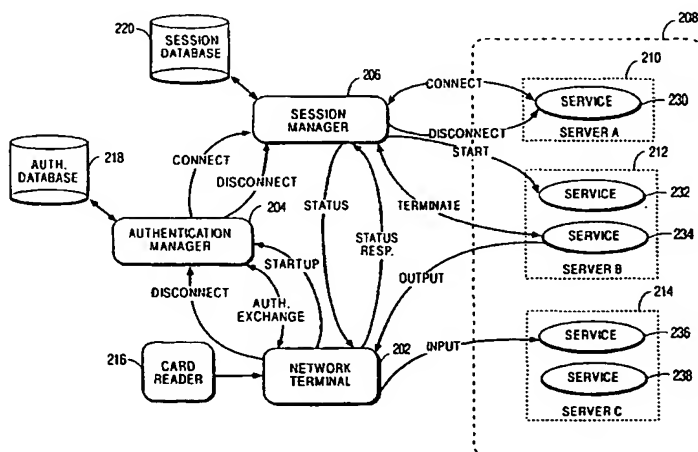 220
SESSION
DATABASE
208
206
210
SESSION
MANAGER
CONNECT
SERVICE
230
DISCONNECT
SERVER A
218
AUTH.
DATABASE
CONNECT
DISCONNECT
START
212
SERVICE
232
204
STATUS
TERMINATE
AUTHENTICATION
MANAGER
STATUS
RESP.
SERVICE
234
STARTUP
OUTPUT
SERVER B
DISCONNECT
AUTH.
EXCHANGE
214
216
CARD
READER
NETWORK
TERMINAL
202
INPUT
SERVICE
236
SERVICE
238
SERVER C